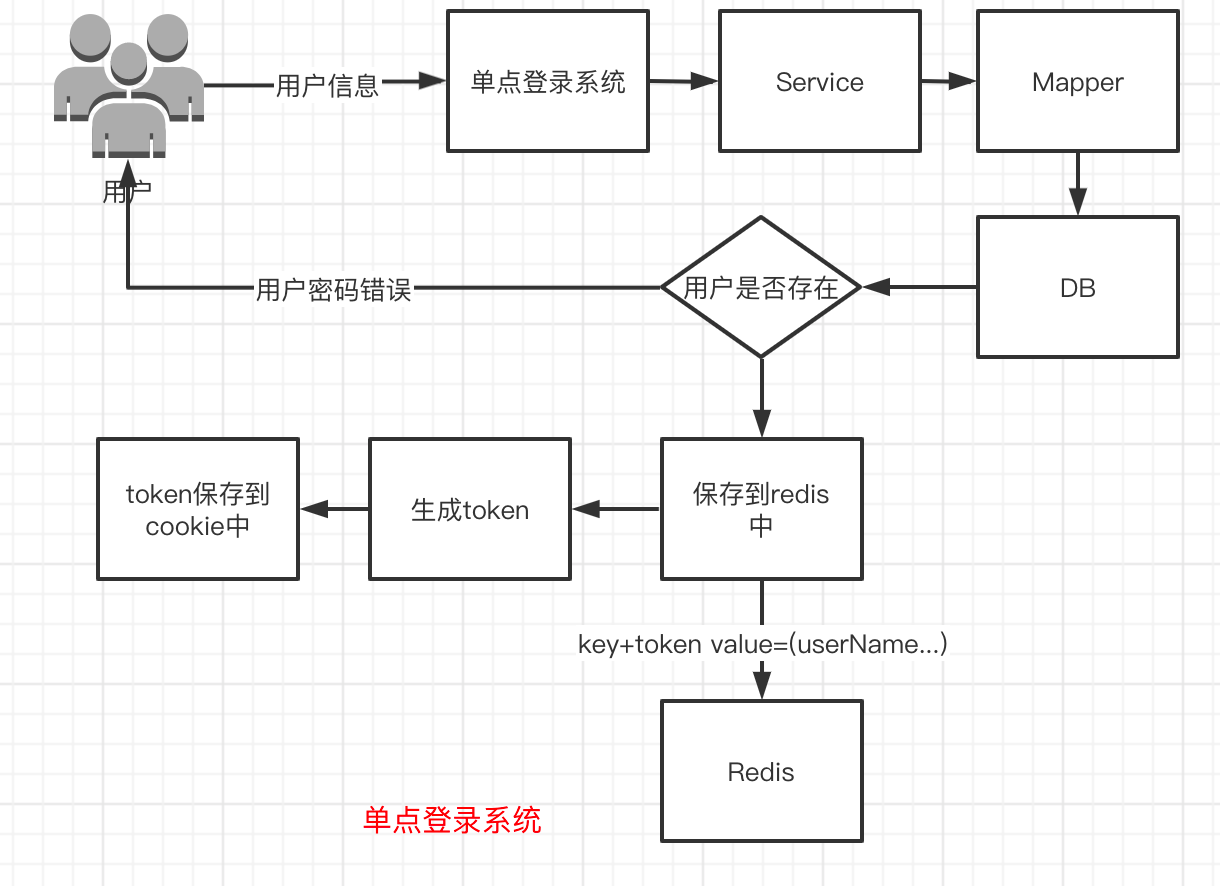 用户信息
单点登录系统
Service
Mapper
用户
用户密码错误
用户是否存在
DB
token保存到
cookie中
生成token
保存到redis
中
key+token value=(userName...)
Redis
单点登录系统